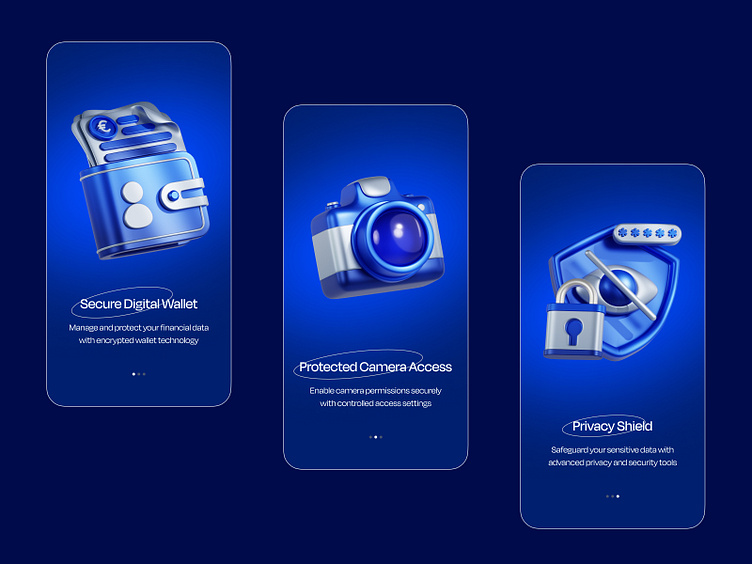 €
Secure Digital Wallet
Manage and protect your financial data
with encrypted wallet technology
Protected Camera Access
Enable camera permissions securely
with controlled access settings
Privacy Shield
Safeguard your sensitive data with
advanced privacy and security tools